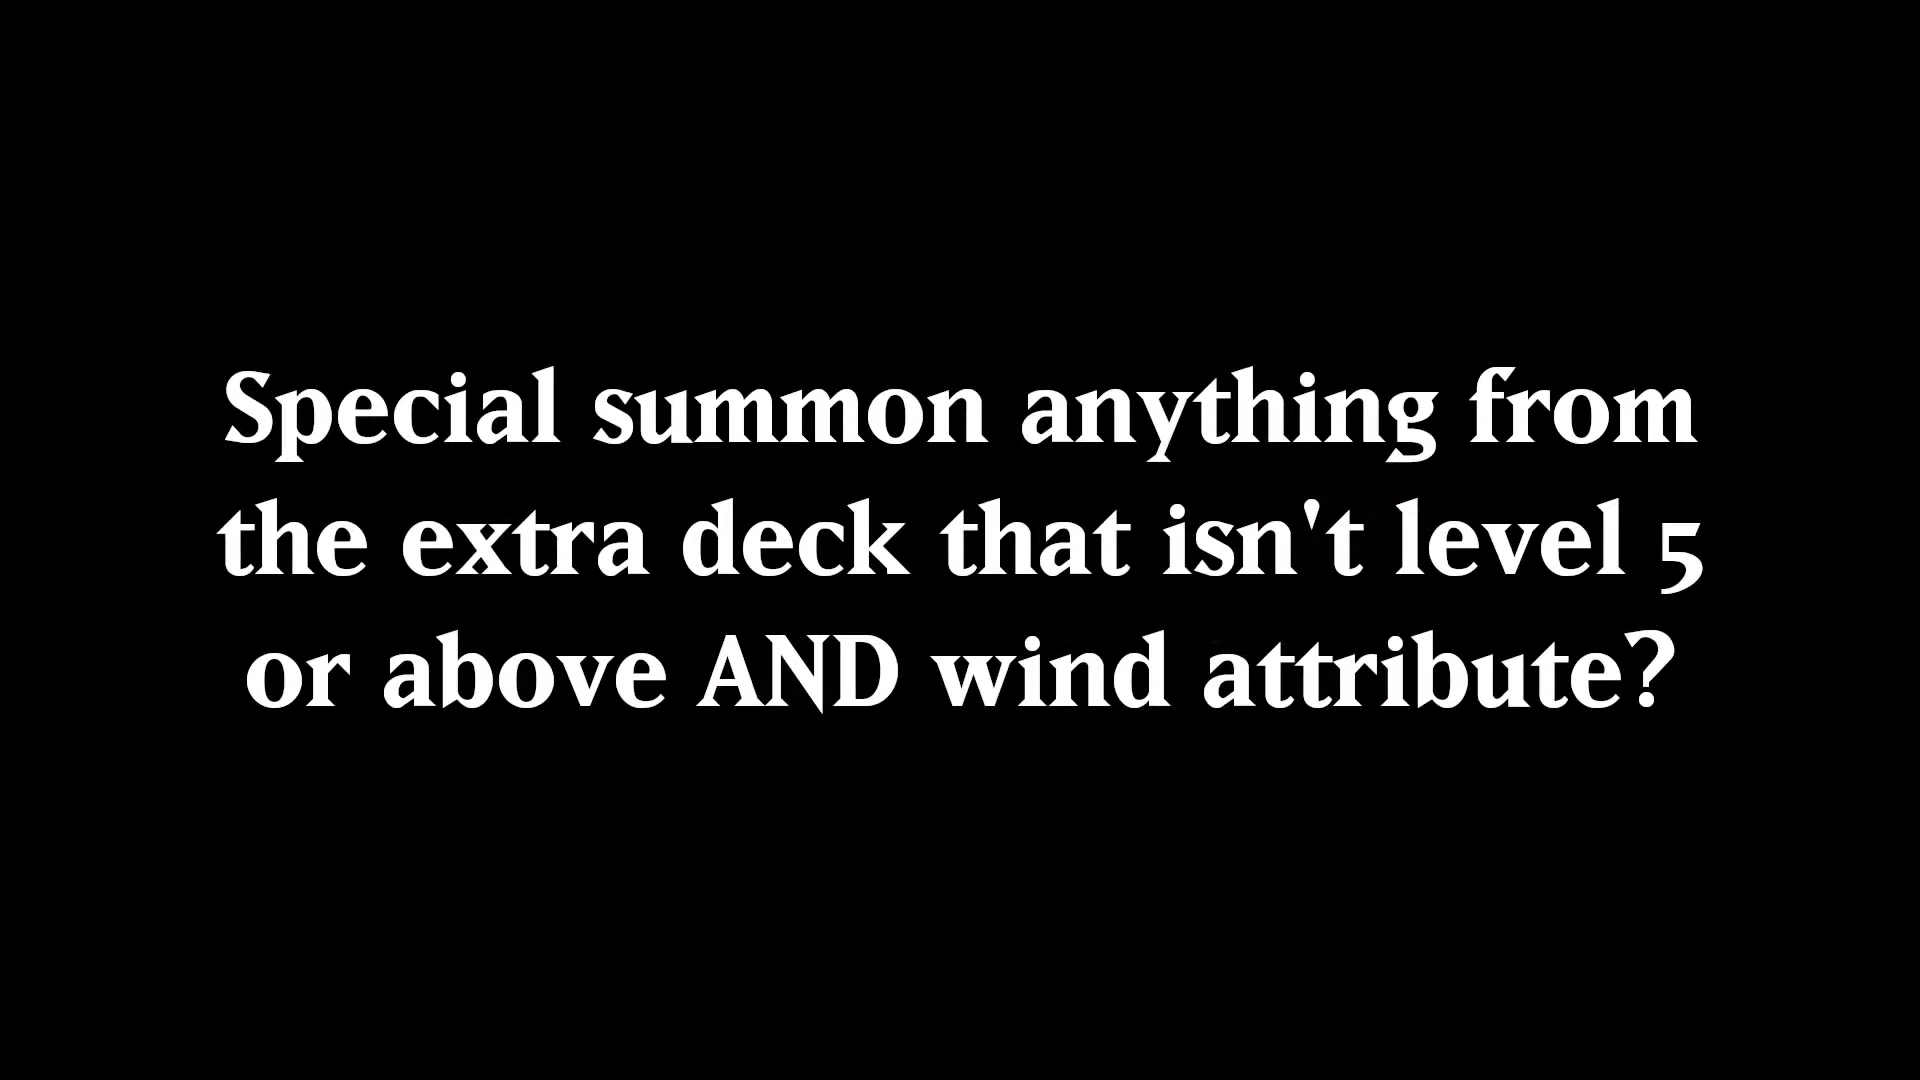 Special summon anything from
the extra deck that isn't level 5
or above AND wind attribute?